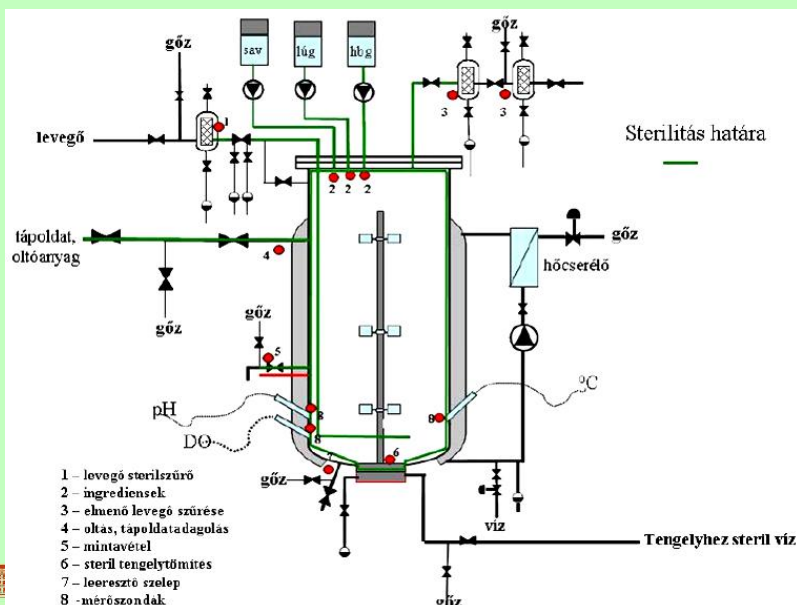 gőz
sav
lúg
hbg
gőz
1
3
3
levegő
Sterilitás határa
2
2
2
tápoldat,
oltóanyag
4
gőz
hőcserélő
gőz
gőz
5
pH
8
DO
8
ºC
8
7
6
gőz
víz
1 – levegő sterilszűrő
2 – ingrediensek
3 – elmenő levegő szűrése
4 – oltás, tápoldatadagolás
5 – mintavétel
6 – steril tengelytömítés
7 – leeresztő szelep
8 -mérőszondák
Tengelyhez steril víz
gőz